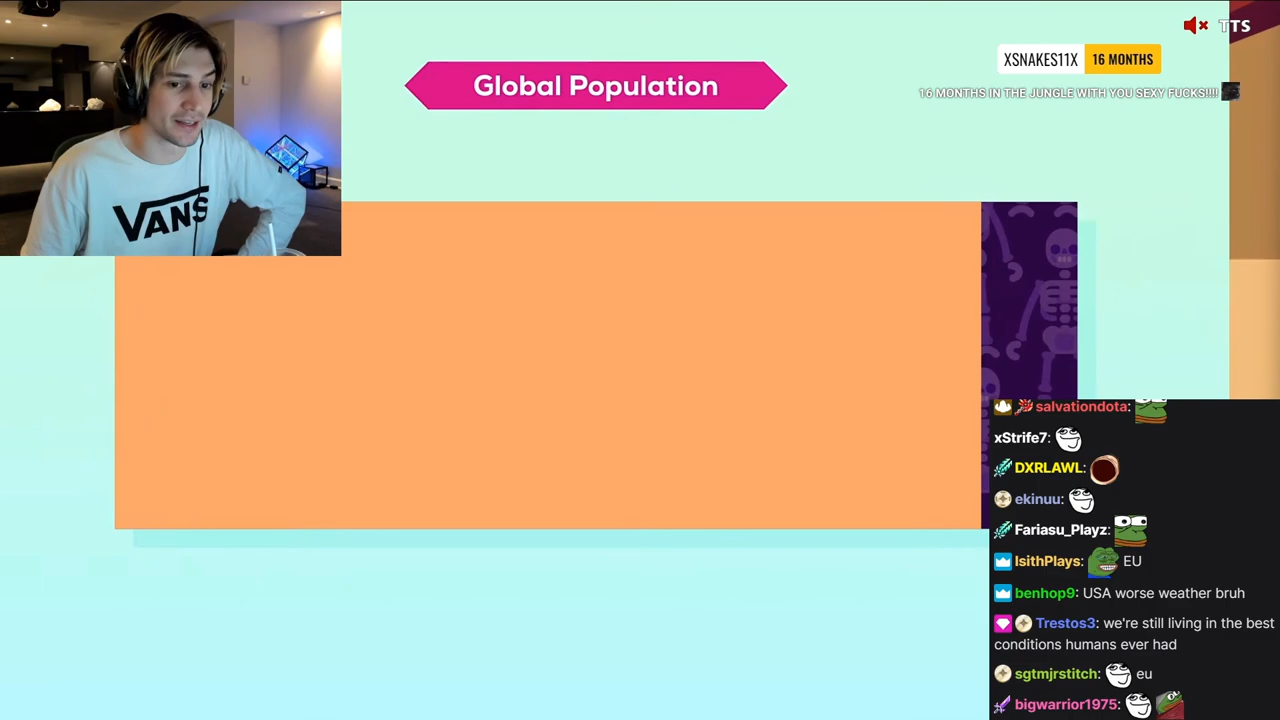 TTS
XSNAKES11X 16 MONTHS
16 MONTHS IN THE JUNGLE WITH YOU SEXY FUCKS!!!!
Global Population
VANS
salvationdota:
xStrife7:
DXRLAWL:
ekinuu:
Fariasu_Playz:
IsithPlays: EU
benhop9: USA worse weather bruh
Trestos3: we're still living in the best
conditions humans ever had
sgtmjrstitch: eu
bigwarrior1975: